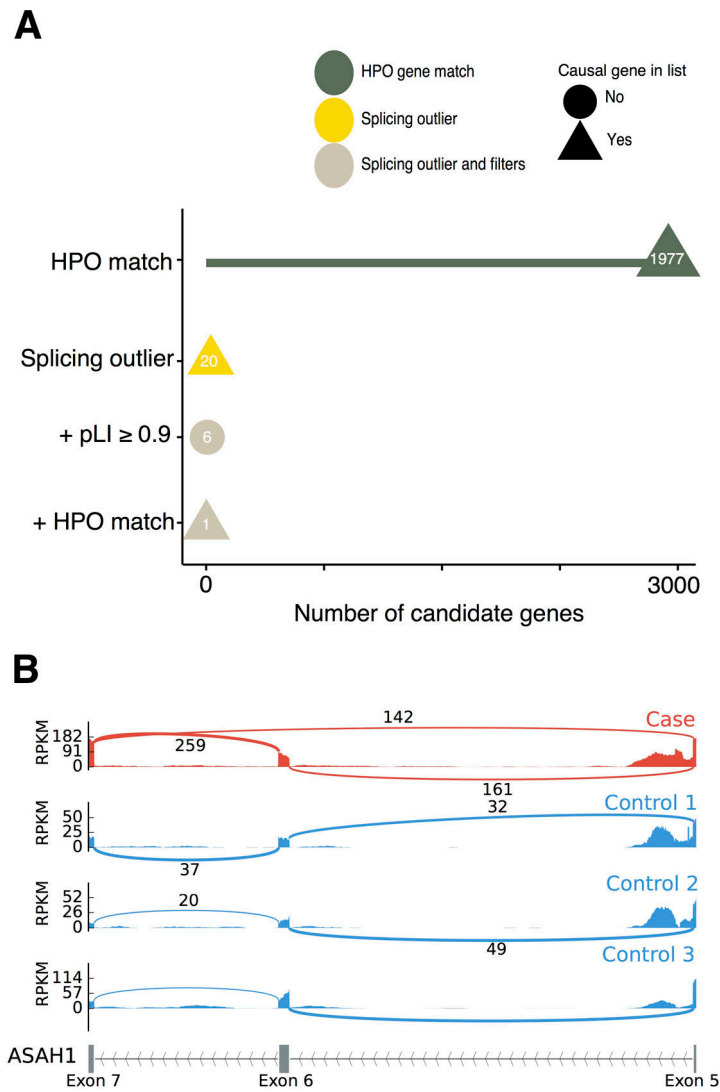 A
HPO gene match
Splicing outlier
Splicing outlier and filters
Causal gene in list
No
Yes
HPO match
1977
Splicing outlier
20
+ pLI ≥ 0.9
6
+ HPO match
1
0
3000
Number of candidate genes
B
142
Case
RPKM
182
91
0
259
161
32
Control 1
RPKM
50
25
0
37
20
Control 2
RPKM
52
26
0
49
Control 3
RPKM
114
57
0
ASAH1
Exon 7
Exon 6
Exon 5